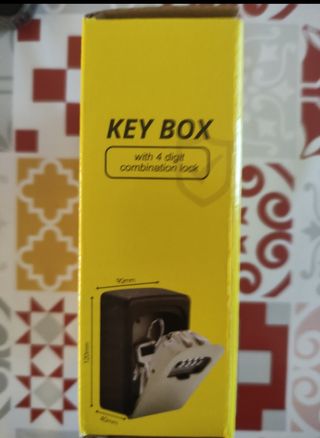 KEY BOX
with 4 digit
combination lock
90mm
120mm
40mm